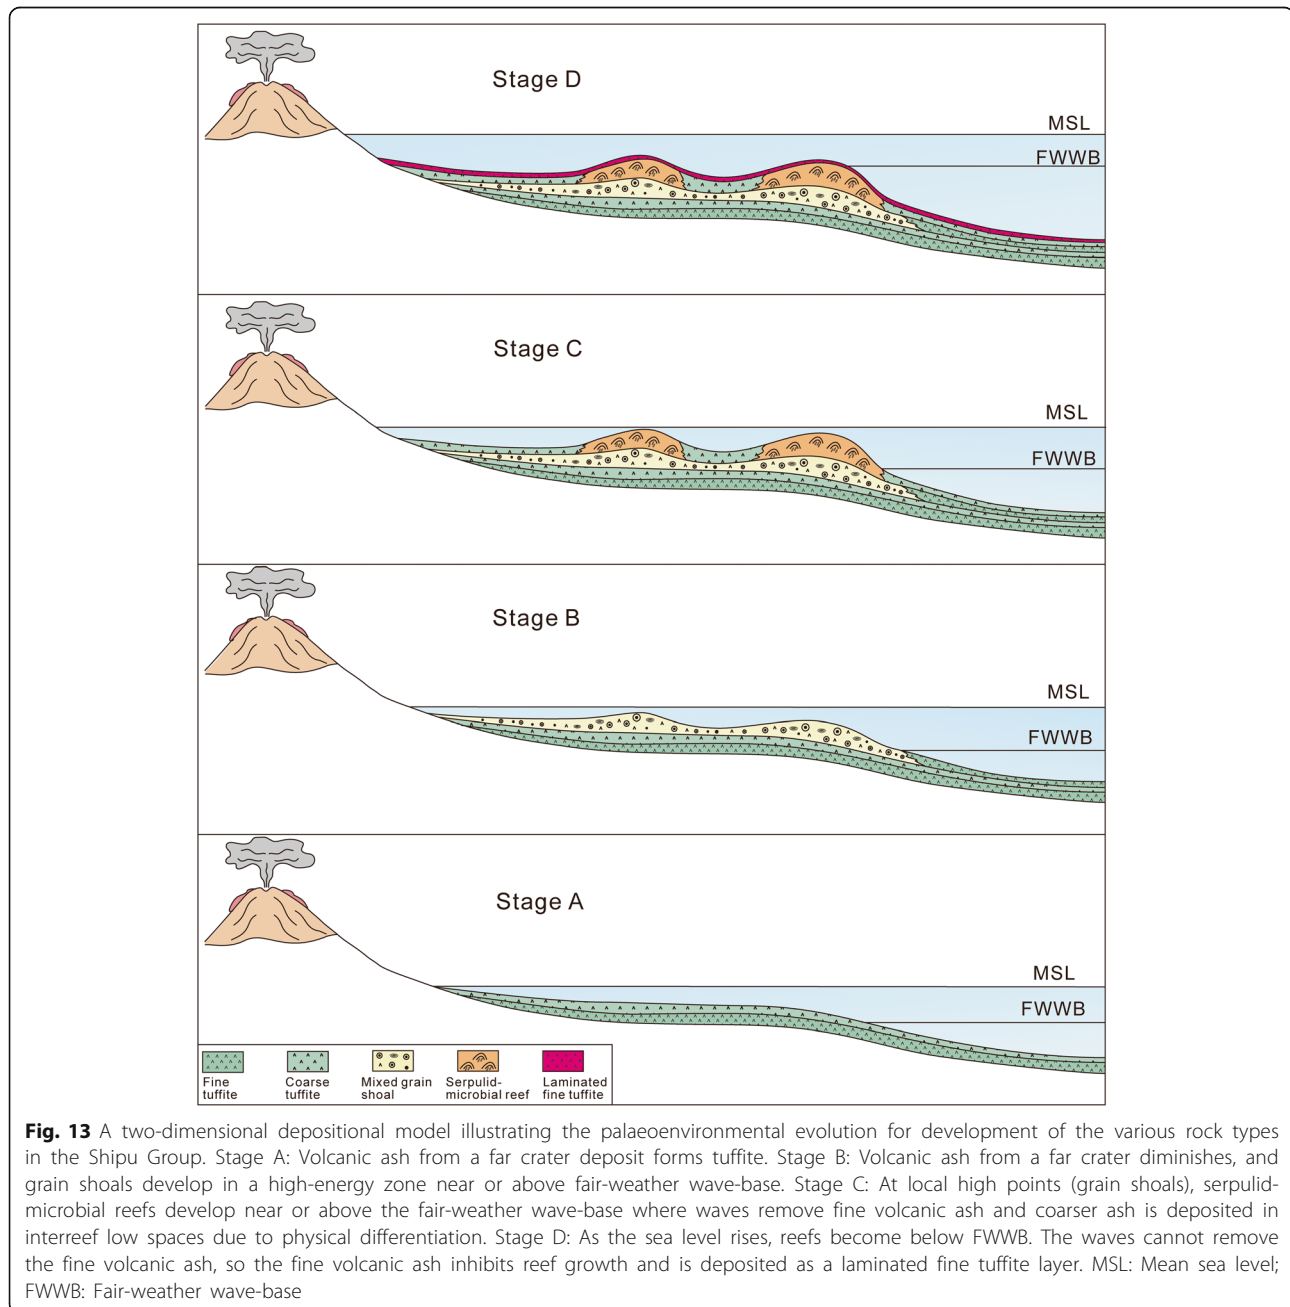 Stage D
MSL
FWWB
Stage C
MSL
FWWB
Stage B
MSL
FWWB
Stage A
MSL
FWWB
Fine
tuffite
Coarse
tuffite
Mixed grain
shoal
Serpulid-
microbial reef
Laminated
fine tuffite
Fig. 13 A two-dimensional depositional model illustrating the palaeoenvironmental evolution for development of the various rock types
in the Shipu Group. Stage A: Volcanic ash from a far crater deposit forms tuffite. Stage B: Volcanic ash from a far crater diminishes, and
grain shoals develop in a high-energy zone near or above fair-weather wave-base. Stage C: At local high points (grain shoals), serpulid-
microbial reefs develop near or above the fair-weather wave-base where waves remove fine volcanic ash and coarser ash is deposited in
interreef low spaces due to physical differentiation. Stage D: As the sea level rises, reefs become below FWWB. The waves cannot remove
the fine volcanic ash, so the fine volcanic ash inhibits reef growth and is deposited as a laminated fine tuffite layer. MSL: Mean sea level;
FWWB: Fair-weather wave-base